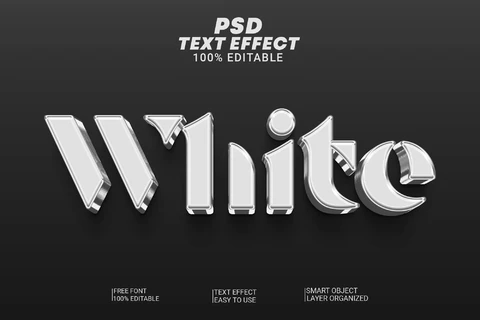 PSD
TEXT EFFECT
100% EDITABLE
White
FREE FONT
100% EDITABLE
TEXT EFFECT
EASY TO USE
SMART OBJECT
LAYER ORGANIZED